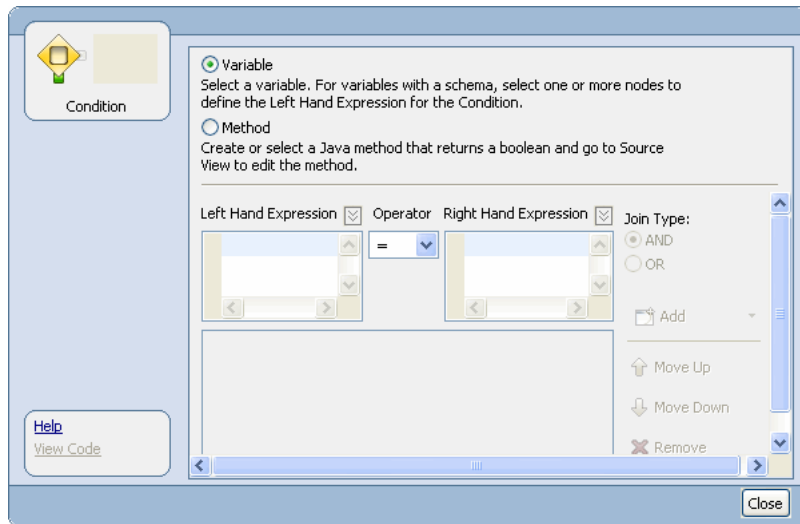 Condition
Variable
Select a variable. For variables with a schema, select one or more nodes to
define the Left Hand Expression for the Condition.
Method
Create or select a Java method that returns a boolean and go to Source
View to edit the method.
Left Hand Expression
Operator
Right Hand Expression
Join Type:
=
AND
OR
Add
Move Up
Move Down
Remove
Help
View Code
Close